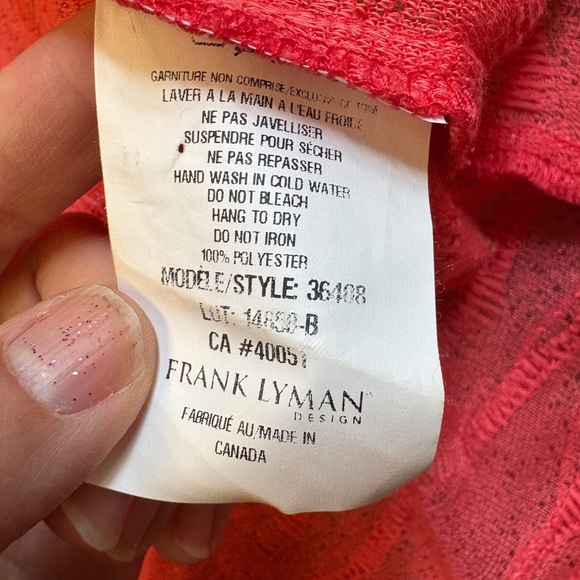 GARNITURE NON COMPRISE/EXCLUSIVE OF TRIM
LAVER A LA MAIN A L'EAU FROIDE
NE PAS JAVELLISER
SUSPENDRE POUR SÉCHER
NE PAS REPASSER
HAND WASH IN COLD WATER
DO NOT BLEACH
HANG TO DRY
DO NOT IRON
100% POLYESTER
MODÈLE/STYLE: 36408
LOT: -B
CA #40051
FRANK LYMAN
DESIGN
FABRIQUÉ AU/MADE IN
CANADA